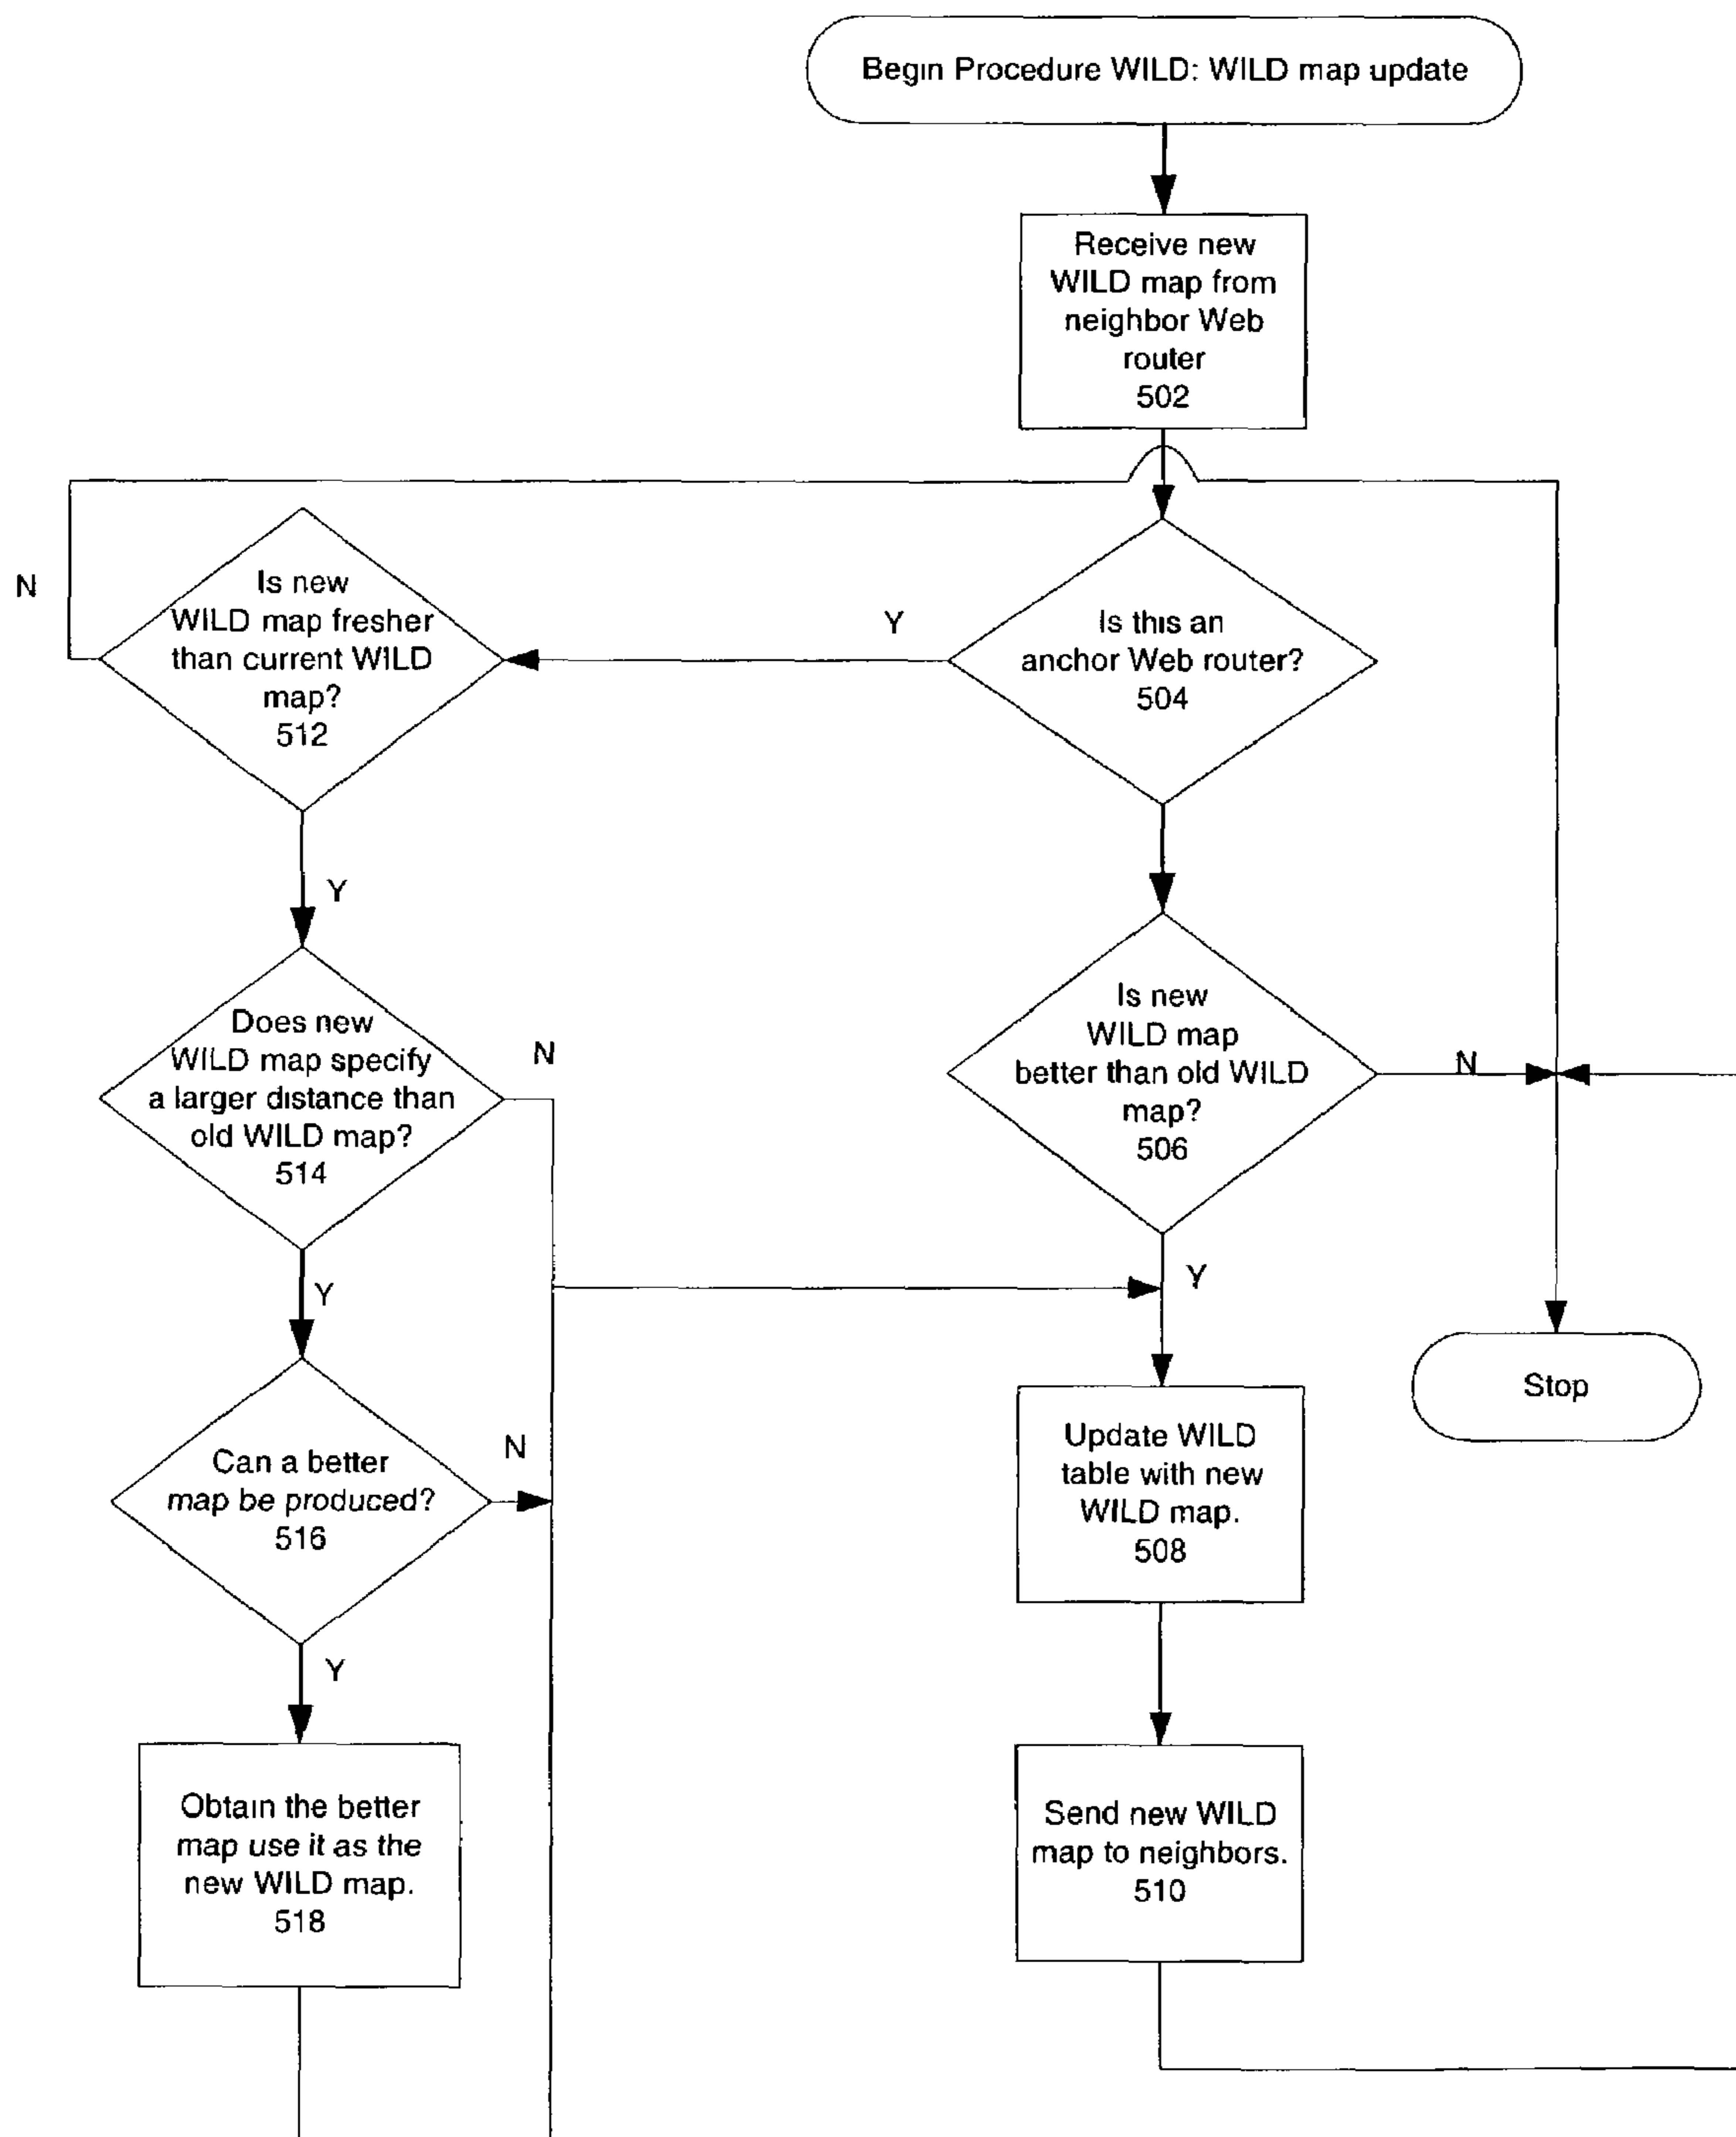 Begin Procedure WILD: WILD map update
Receive new
WILD map from
neighbor Web
router
502
N
Is new
WILD map fresher
than current WILD
map?
512
Y
Is this an
anchor Web router?
504
Y
Does new
WILD map specify
a larger distance than
old WILD map?
514
N
Is new
WILD map
better than old WILD
map?
506
N
Y
Y
Stop
Can a better
map be produced?
516
N
Update WILD
table with new
WILD map.
508
Y
Obtain the better
map use it as the
new WILD map.
518
Send new WILD
map to neighbors.
510